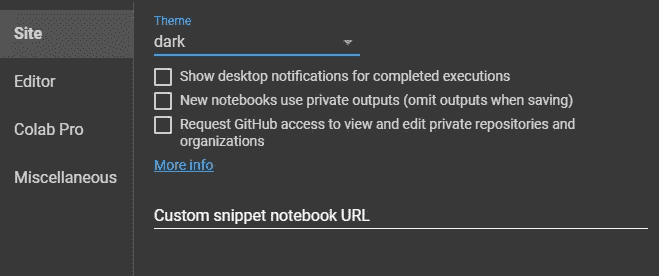 Site
Editor
Colab Pro
Miscellaneous
Theme
dark
Show desktop notifications for completed executions
New notebooks use private outputs (omit outputs when saving)
Request GitHub access to view and edit private repositories and
organizations
More info
Custom snippet notebook URL